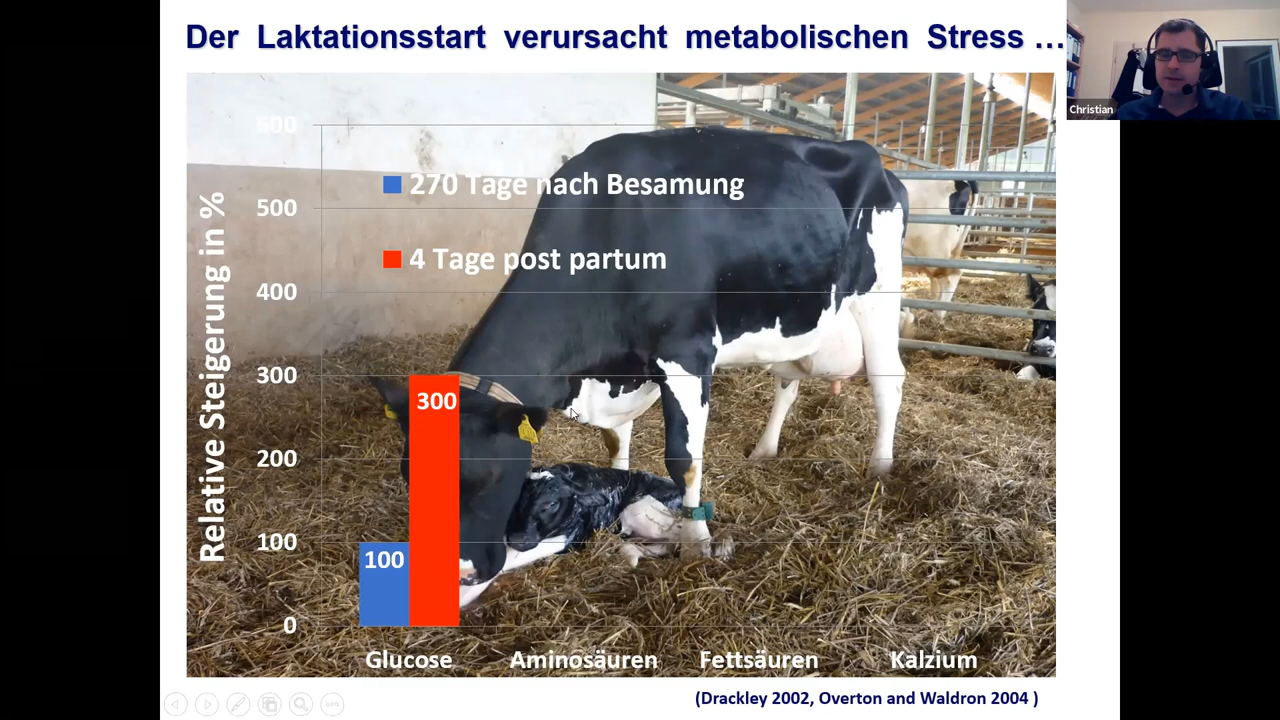 Der Laktationsstart verursacht metabolischen Stress …
Christian
600
270 Tage nach Besamung
500
4 Tage post partum
400
Relative Steigerung in %
300
300
200
100
100
0
Glucose Aminosäuren Fettsäuren Kalzium
(Drackley 2002, Overton and Waldron 2004 )